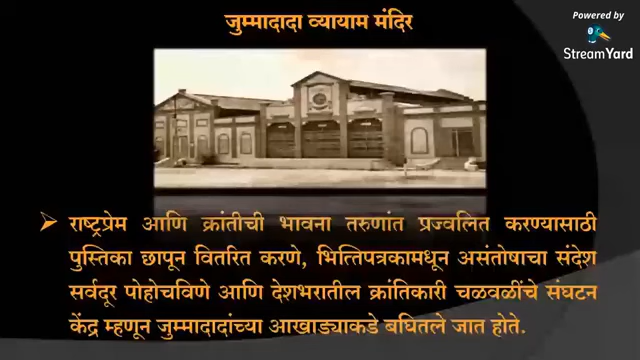 जुम्मादादा व्यायाम मंदिर
Powered by
StreamYard
राष्ट्रप्रेम आणि क्रांतीची भावना तरुणांत प्रज्वलित करण्यासाठी
पुस्तिका छापून वितरित करणे, भित्तिपत्रकामधून असंतोषाचा संदेश
सर्वदूर पोहोचविणे आणि देशभरातील क्रांतिकारी चळवळींचे संघटन
केंद्र म्हणून जुम्मादादांच्या आखाड्याकडे बघितले जात होते.